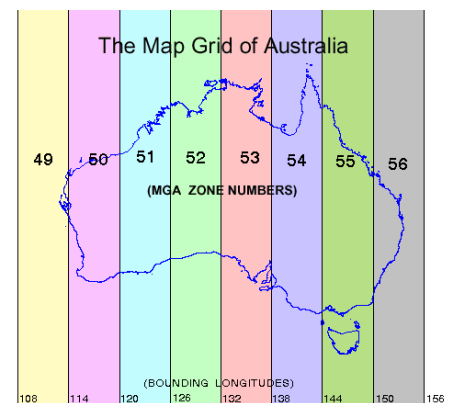 The Map Grid of Australia
49 50 51 52 53 54 55 56
(MGA ZONE NUMBERS)
(BOUNDING LONGITUDES)
108 114 120 126 132 138 144 150 156